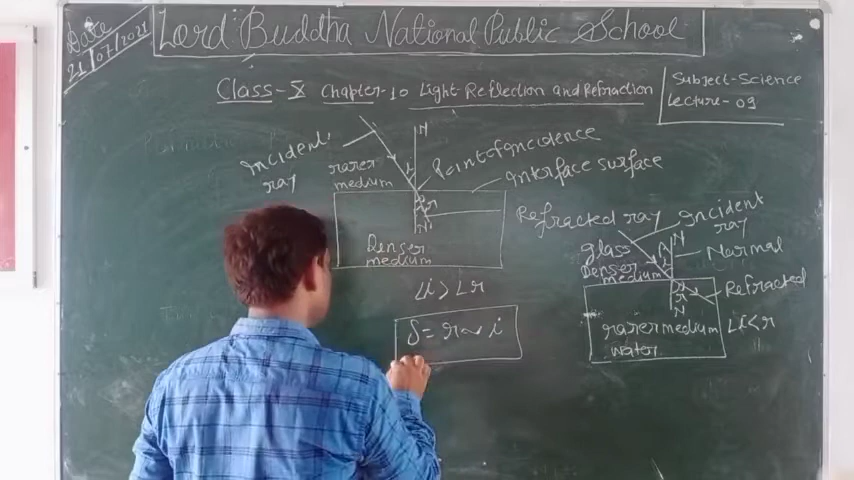 Date
21/07/2021
Lord Buddha National Public School
Class-X Chapter-10 Light-Reflection and Refraction
Subject-Science
Lecture-03
Incident
ray
rarer
medium
N
i
Point of incidence
Interface surface
r
N
Refracted ray
Denser
medium
∠i > ∠r
δ = r ~ i
Incident
ray
glass
Denser
medium
N
i
Normal
Refracted
r
N
rarer medium
water
∠i < r